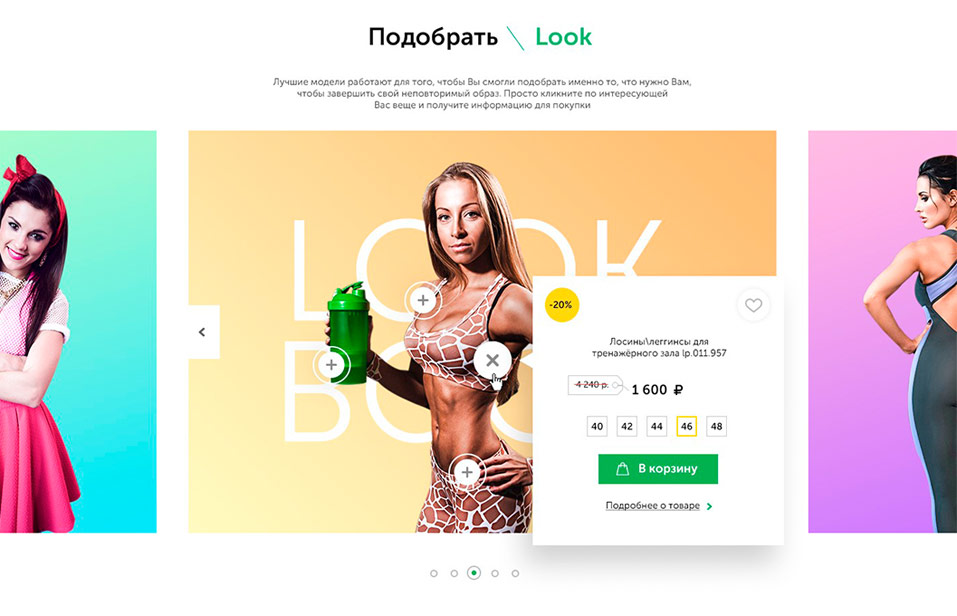 Подобрать \ Look
Лучшие модели работают для того, чтобы Вы смогли подобрать именно то, что нужно Вам,
чтобы завершить свой неповторимый образ. Просто кликните по интересующей
Вас веще и получите информацию для покупки
LOOK
BOO
-20%
Лосины\леггинсы для
тренажёрного зала lp.011.957
4 240 р.
1 600 ₽
40 42 44 46 48
В корзину
Подробнее о товаре